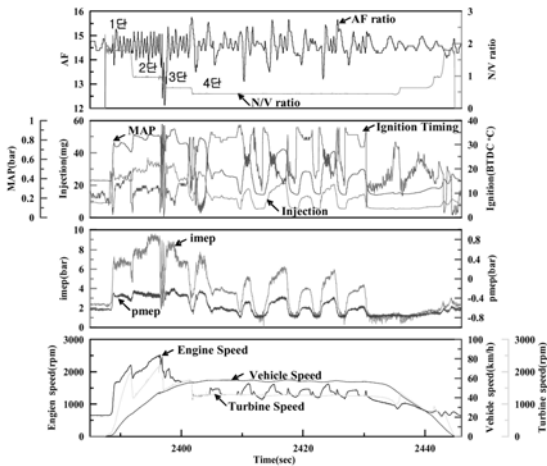 16
15
14
13
12
AF
1단
2단
3단
4단
AF ratio
N/V ratio
3
2
1
0
N/V ratio
1
0.8
0.6
0.4
0.2
0
MAP(bar)
60
40
20
0
Injection(mg)
MAP
Ignition Timing
Injection
30
20
10
0
Ignition(BTDC °C)
10
8
6
4
2
0
imep(bar)
imep
pmep
0.8
0.4
0
-0.4
-0.8
pmep(bar)
3000
2000
1000
0
Engien speed(rpm)
Engine Speed
Vehicle Speed
Turbine Speed
100
80
60
40
20
0
Vehicle speed(km/h)
3000
2000
1000
0
Turbine speed(rpm)
2400
2420
2440
Time(sec)